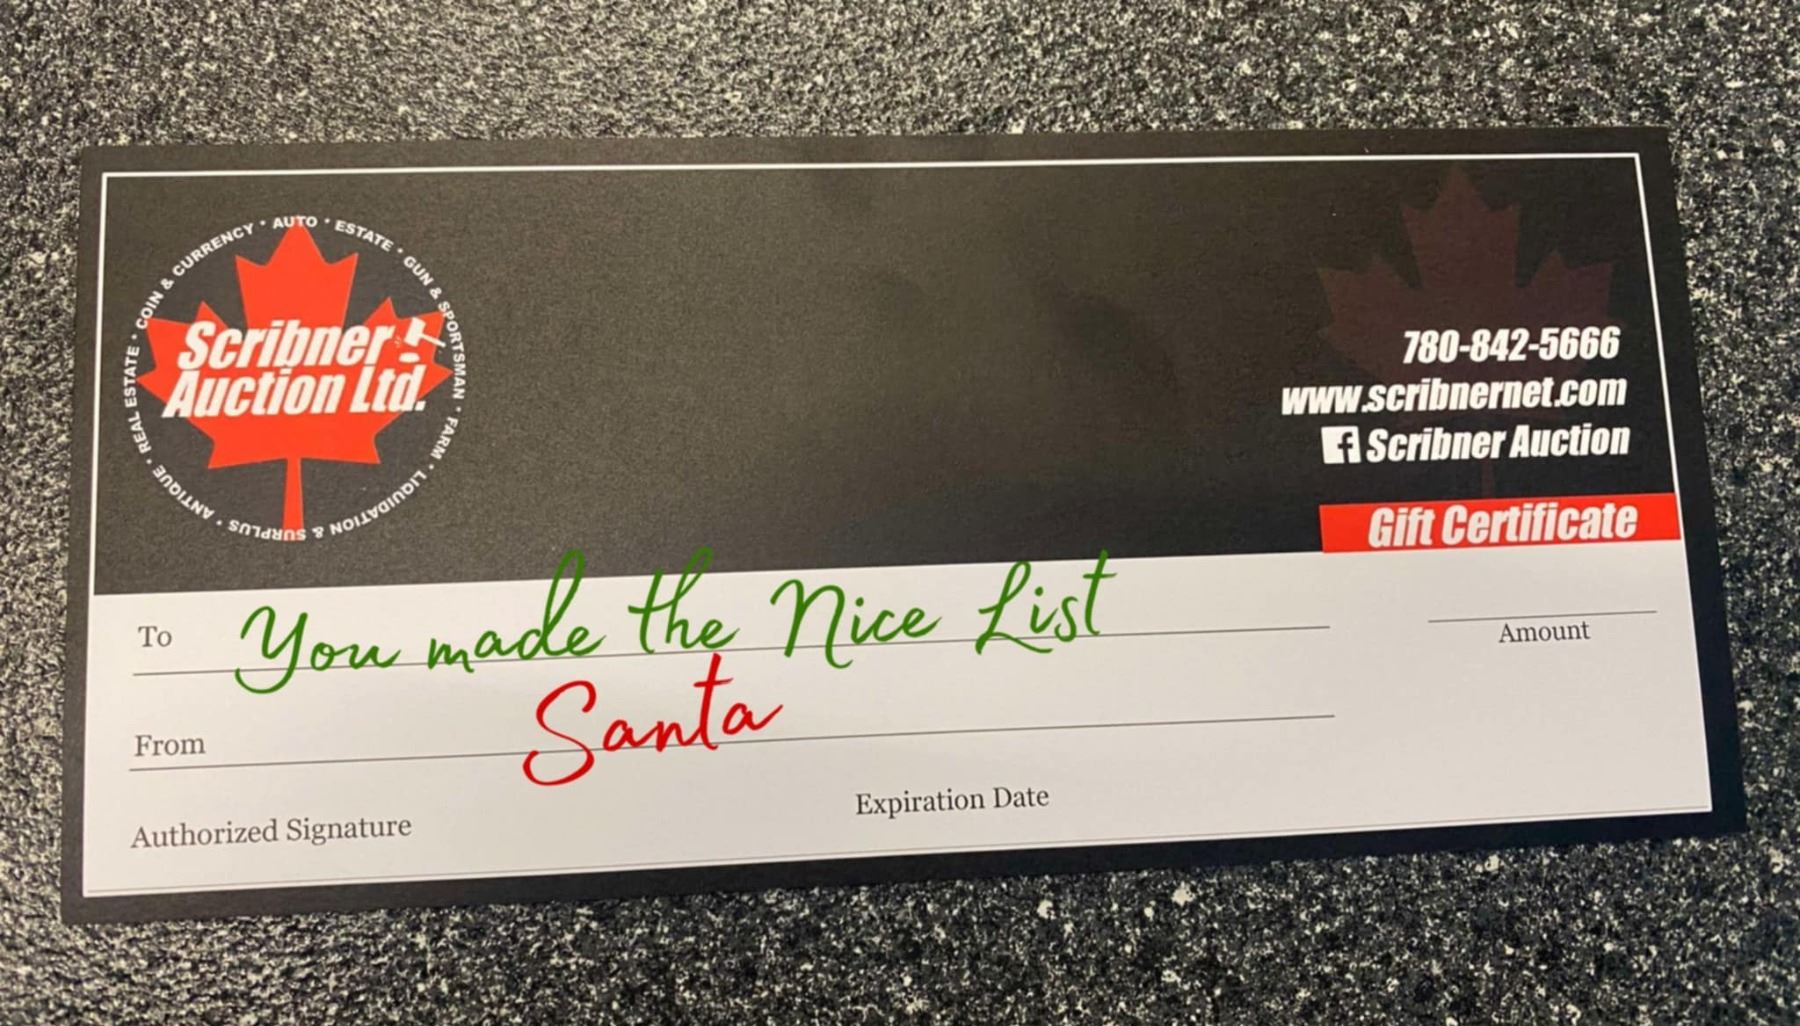 COIN & CURRENCY * AUTO * ESTATE * GUN & SPORTSMAN * FARM * LIQUIDATION & SURPLUS * ANTIQUE * REAL ESTATE *
Scribner
Auction Ltd.
780-842-5666
www.scribnernet.com
Scribner Auction
Gift Certificate
To You made the Nice List
Amount
From Santa
Authorized Signature
Expiration Date